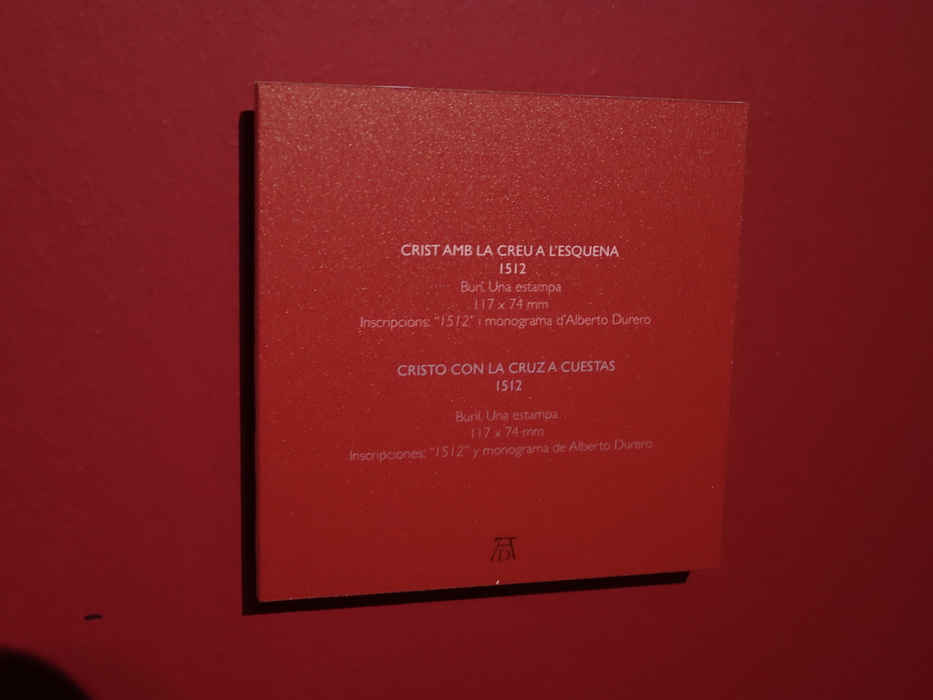 CRIST AMB LA CREU A L'ESQUENA
1512
Burí. Una estampa
117 x 74 mm
Inscripcions: "1512" i monograma d'Alberto Durero
CRISTO CON LA CRUZ A CUESTAS
1512
Buril. Una estampa
117 x 74 mm
Inscripciones: "1512" y monograma de Alberto Durero
AD